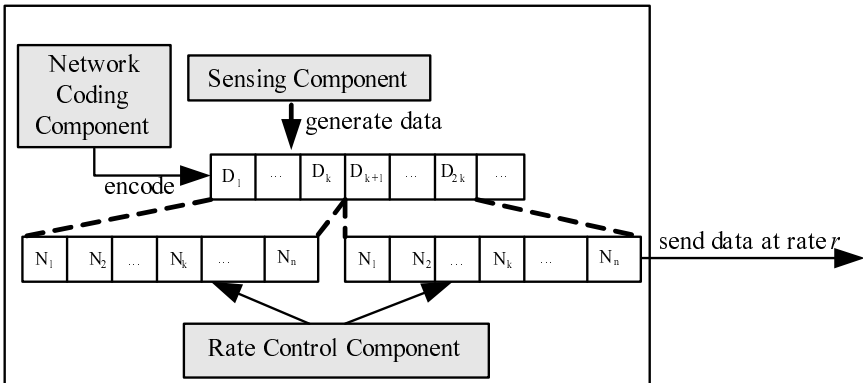 Network
Coding
Component
Sensing Component
generate data
encode
D1 ... Dk Dk+1 ... D2k ...
N1 N2 ... Nk ... Nn
N1 N2 ... Nk ... Nn
send data at rate r
Rate Control Component